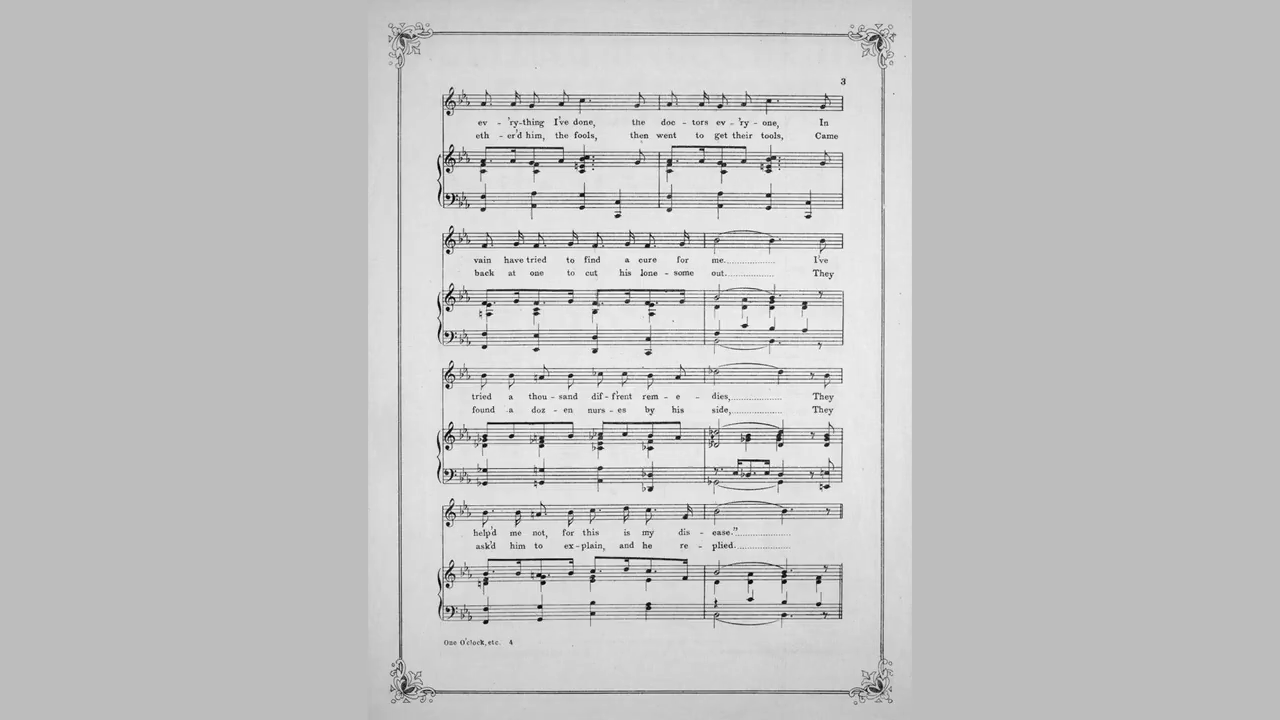 3
ev - 'ry-thing I've done, the doc - tors ev - 'ry - one, In
eth - er'd him, the fools, then went to get their tools, Came
vain have tried to find a cure for me............... I've
back at one to cut his lone - some out............... They
tried a thou - sand dif - f'rent rem - e - dies,............... They
found a doz - en nurs - es by his side,............... They
help'd me not, for this is my dis - ease."...............
ask'd him to ex - plain, and he re - plied...............
One O'clock, etc. 4